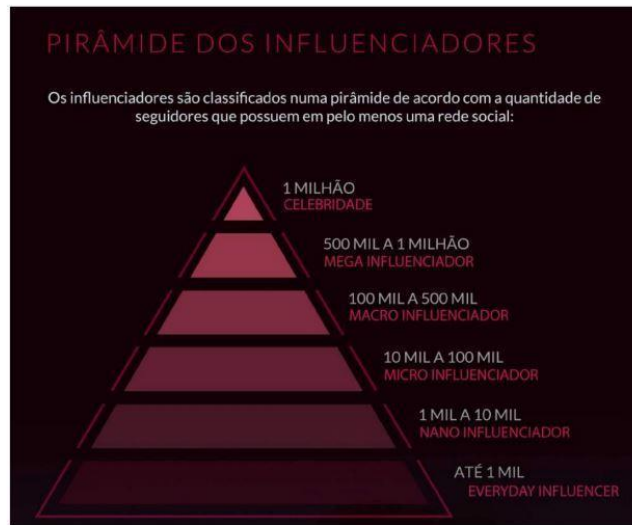 PIRÂMIDE DOS INFLUENCIADORES
Os influenciadores são classificados numa pirâmide de acordo com a quantidade de
seguidores que possuem em pelo menos uma rede social:
1 MILHÃO
CELEBRIDADE
500 MIL A 1 MILHÃO
MEGA INFLUENCIADOR
100 MIL A 500 MIL
MACRO INFLUENCIADOR
10 MIL A 100 MIL
MICRO INFLUENCIADOR
1 MIL A 10 MIL
NANO INFLUENCIADOR
ATÉ 1 MIL
EVERYDAY INFLUENCER